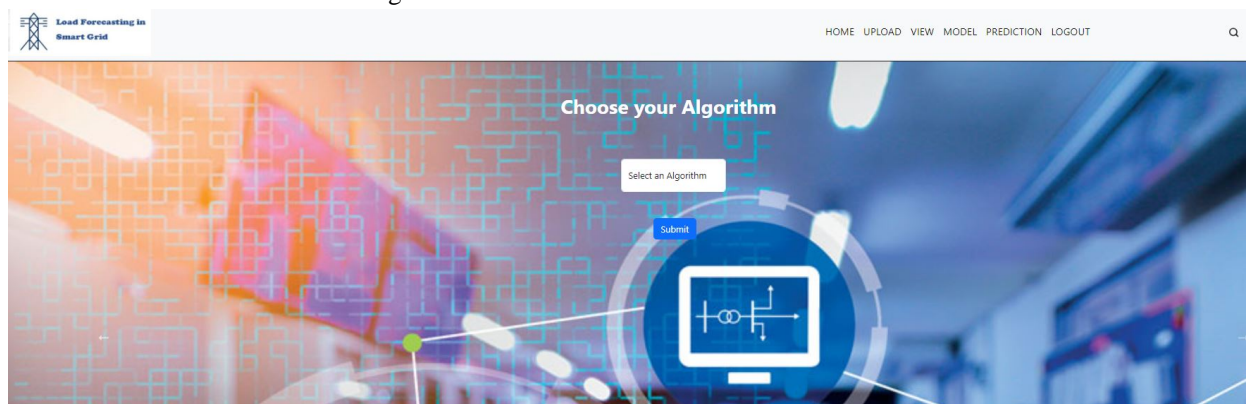 Load Forecasting in
Smart Grid
HOME UPLOAD VIEW MODEL PREDICTION LOGOUT
Choose your Algorithm
Select an Algorithm
Submit